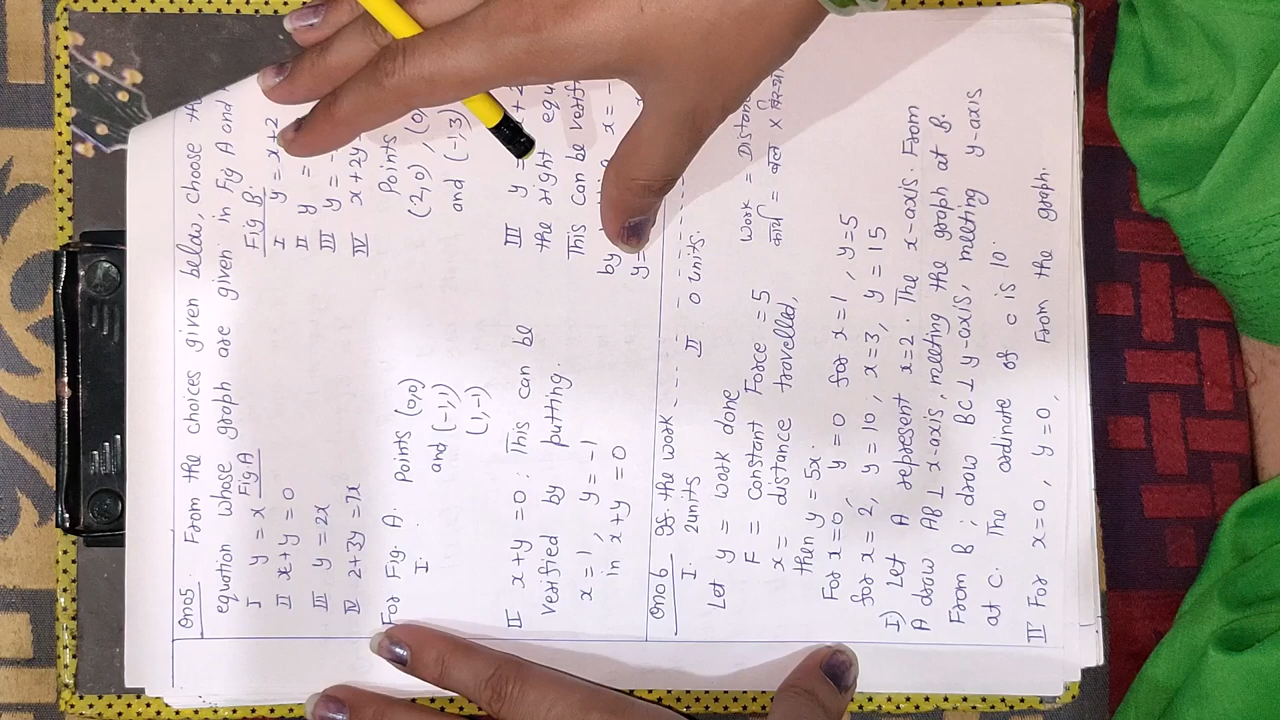 Qno5. From the choices given below, choose th
equation whose graph are given in Fig A and
Fig A
I y = x
II x+y = 0
III y = 2x
IV 2+3y = 7x
Fig B.
I y = x+2
II y =
III y = -
IV x+2y
For Fig. A. Points (0,0)
I. and (-1,1)
(1,-1)
Points
(2,0), (0,
and (-1,3)
II x+y = 0: This can be
verified by putting.
x=1, y = -1
in x+y = 0
III y = x+2
the right equ
This can be verif
by x = -
y=
Qno6 If the work ----
I. 2units II 0 units.
Let y = work done
F = Constant Force = 5
x = distance travelled,
then y = 5x.
Work = Distanc
कार्य = बल x
For x=0, y=0 for x=1, y=5
for x=2, y=10, x=3, y=15
I) Let A represent x=2. The x-axis. From
A draw AB ⊥ x-axis, meeting the graph at B.
From B; draw BC ⊥ y-axis, meeting y-axis
at C. The ordinate of C is 10.
II For x=0, y=0, From the graph.